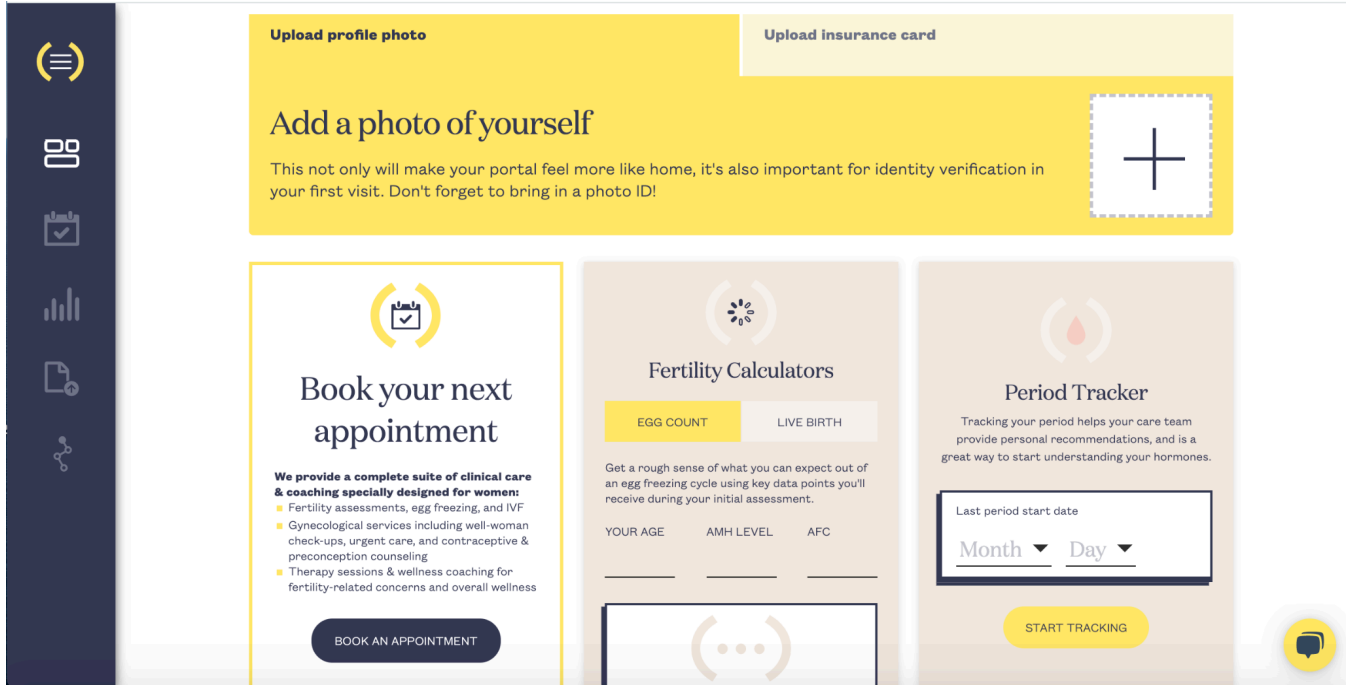 Upload profile photo
Upload insurance card
Add a photo of yourself
This not only will make your portal feel more like home, it's also important for identity verification in
your first visit. Don't forget to bring in a photo ID!
Book your next
appointment
We provide a complete suite of clinical care
& coaching specially designed for women:
Fertility assessments, egg freezing, and IVF
Gynecological services including well-woman
check-ups, urgent care, and contraceptive &
preconception counseling
Therapy sessions & wellness coaching for
fertility-related concerns and overall wellness
BOOK AN APPOINTMENT
Fertility Calculators
EGG COUNT
LIVE BIRTH
Get a rough sense of what you can expect out of
an egg freezing cycle using key data points you'll
receive during your initial assessment.
YOUR AGE
AMH LEVEL
AFC
Period Tracker
Tracking your period helps your care team
provide personal recommendations, and is a
great way to start understanding your hormones.
Last period start date
Month
Day
START TRACKING